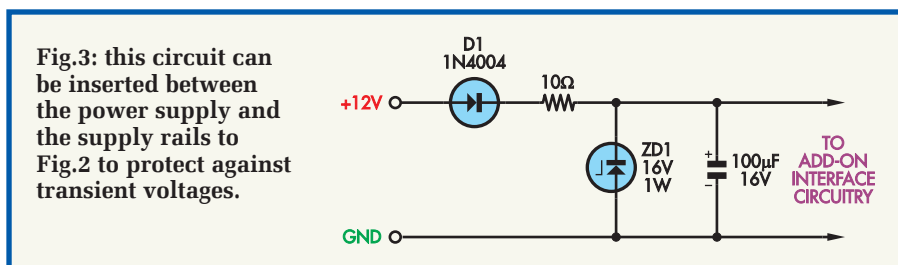 Fig.3: this circuit can
be inserted between
the power supply and
the supply rails to
Fig.2 to protect against
transient voltages.
D1
1N4004
10Ω
+12V
ZD1
16V
1W
+
100µF
16V
–
TO
ADD-ON
INTERFACE
CIRCUITRY
GND